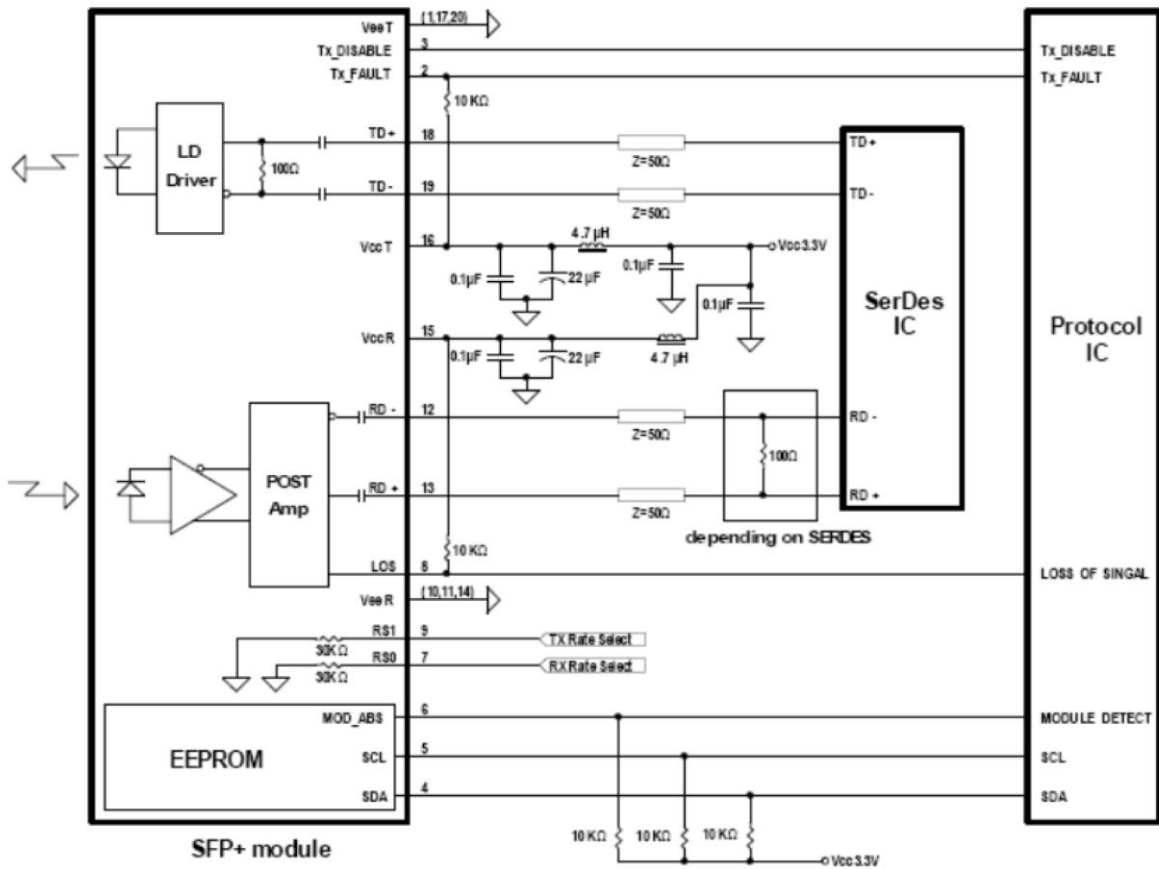 VeeT (1,17,20)
Tx_DISABLE 3 Tx_DISABLE
Tx_FAULT 2 Tx_FAULT
10 KΩ
TD+ 18 TD+
LD
Driver
100Ω
Z=50Ω
TD- 19 TD-
Z=50Ω
4.7 µH
VccT 16 Vcc3.3V
0.1µF 22 µF 0.1µF
0.1µF
SerDes
IC
Protocol
IC
VccR 15
0.1µF 22 µF 4.7 µH
RD - 12 RD -
Z=50Ω
100Ω
POST
Amp
RD + 13 RD +
Z=50Ω
depending on SERDES
10 KΩ
LOS 8 LOSS OF SINGAL
VeeR (10,11,14)
RS1 9 TX Rate Select
30KΩ
RS0 7 RX Rate Select
30KΩ
MOD_ABS 6 MODULE DETECT
EEPROM
SCL 5 SCL
SDA 4 SDA
10 KΩ 10 KΩ 10 KΩ
SFP+ module
Vcc3.3V